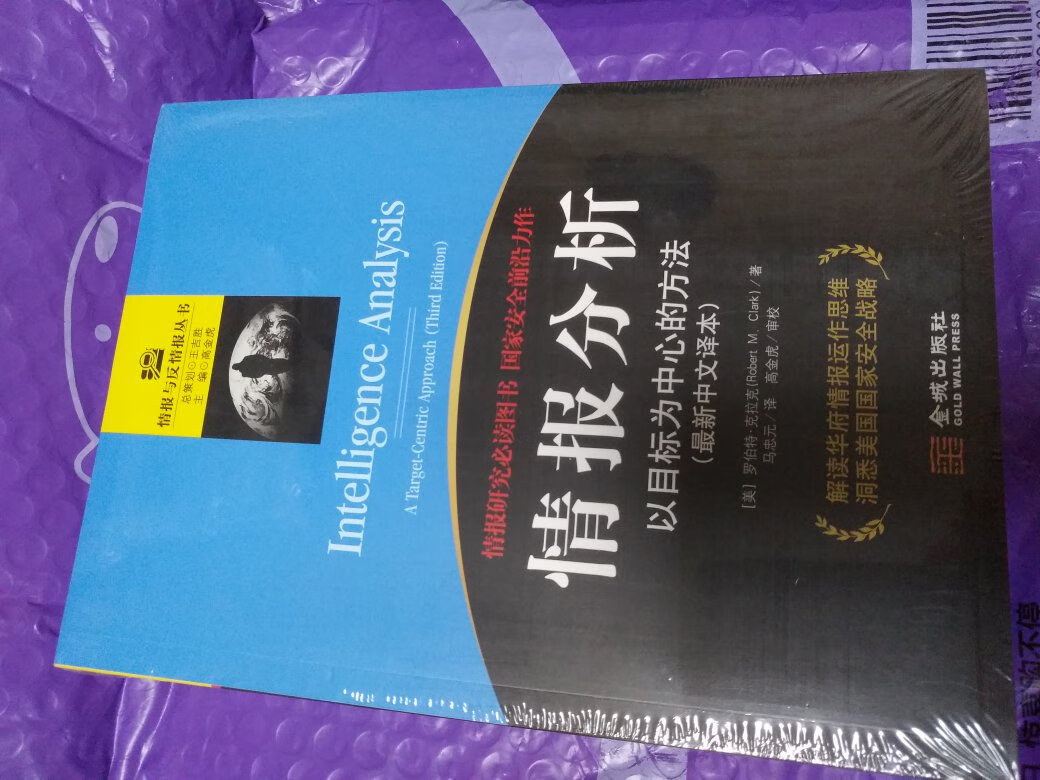 情报与反情报丛书
总策划⊙王吉胜
主　编⊙高金虎
Intelligence Analysis
A Target-Centric Approach (Third Edition)
情报研究必读图书 国家安全前沿力作
情报分析
以目标为中心的方法
（最新中文译本）
[美] 罗伯特·克拉克(Robert M. Clark)/著
马忠元/译 高金虎/审校
解读华府情报运作思维
洞悉美国国家安全战略
金城出版社
GOLD WALL PRESS